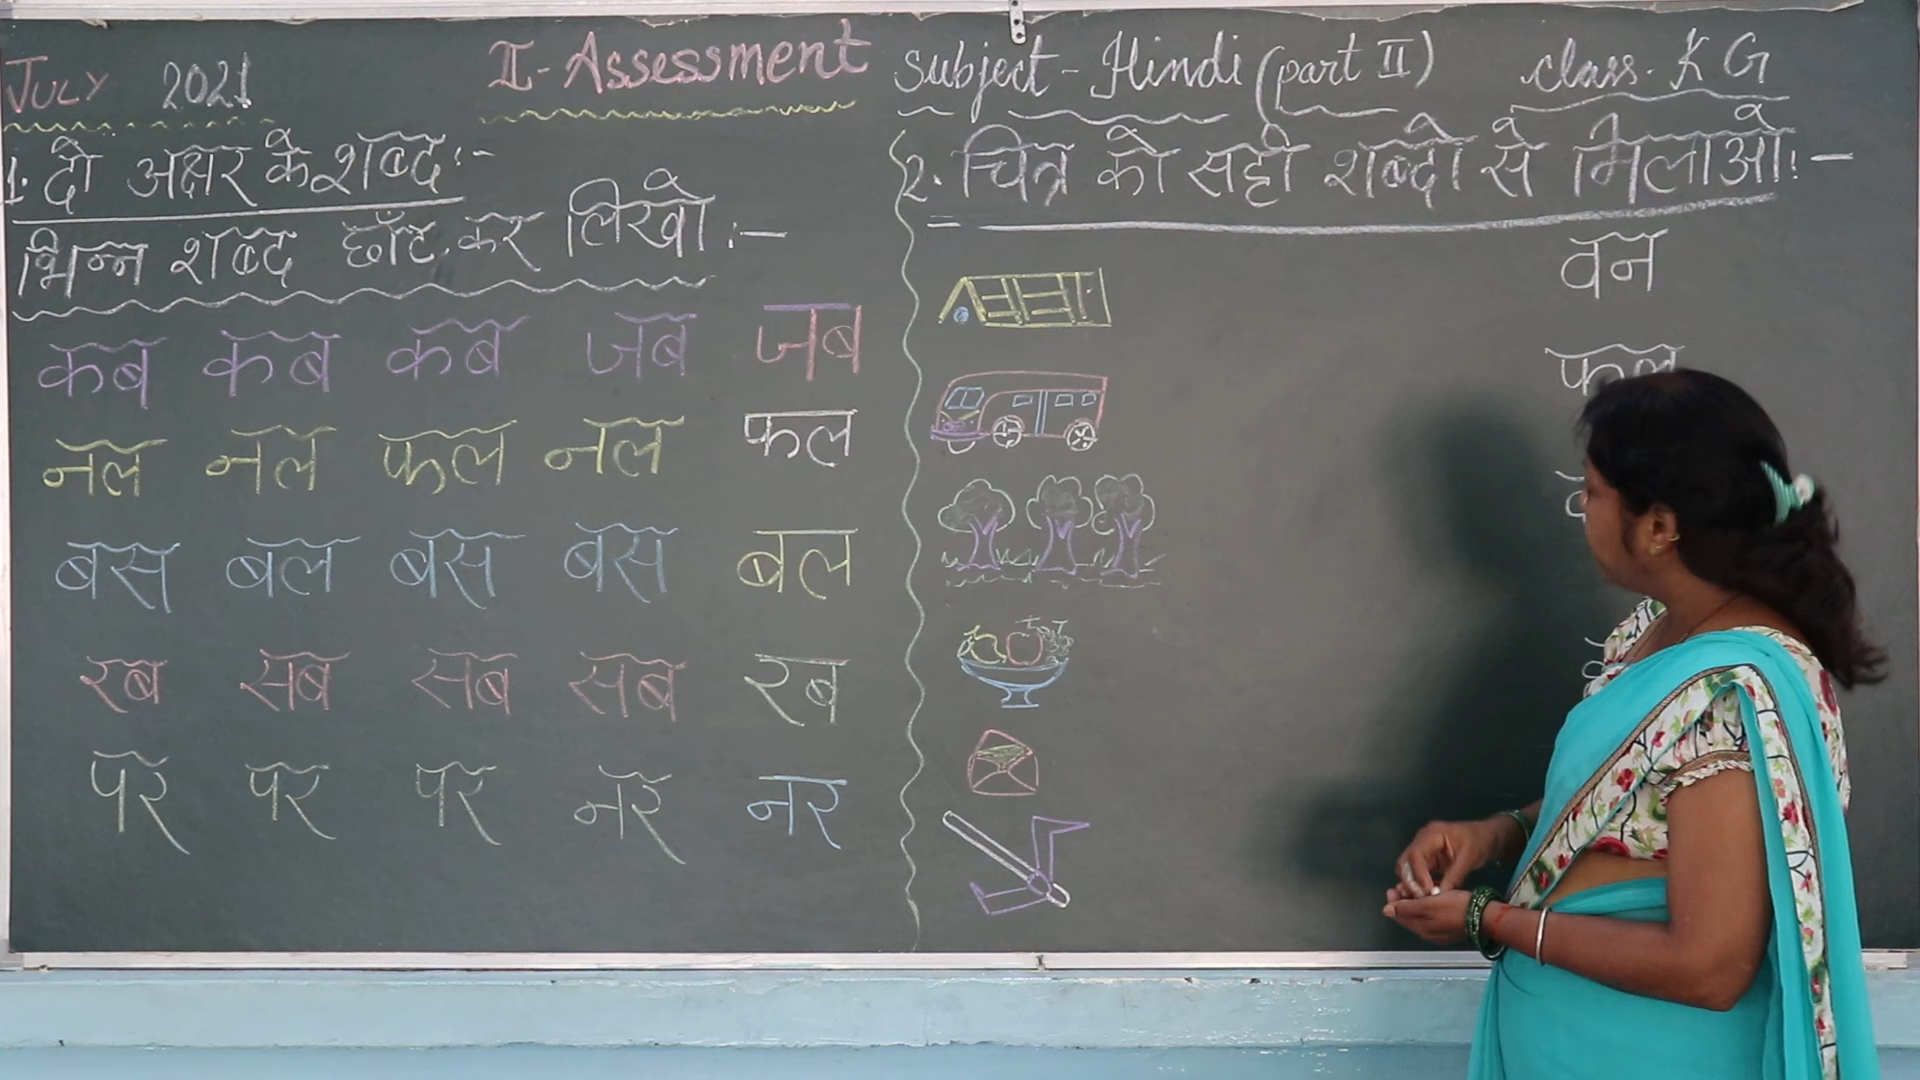 JULY 2021 II-Assessment Subject- Hindi (part II) class. KG
1. दो अक्षर के शब्द :-
भिन्न शब्द छाँट कर लिखो :-
कब कब कब जब जब
नल नल फल नल फल
बस बल बस बस बल
रब सब सब सब रब
पर पर पर नर नर
2. चित्र को सही शब्दो से मिलाओ :-
वन
फल